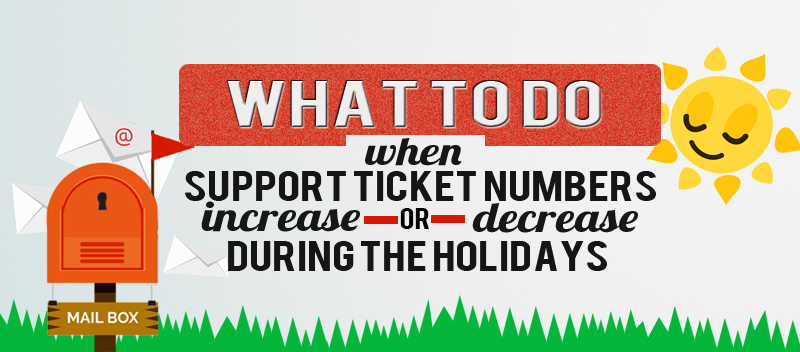 WHAT TO DO
when
SUPPORT TICKET NUMBERS
increase OR decrease
DURING THE HOLIDAYS
@
MAIL BOX